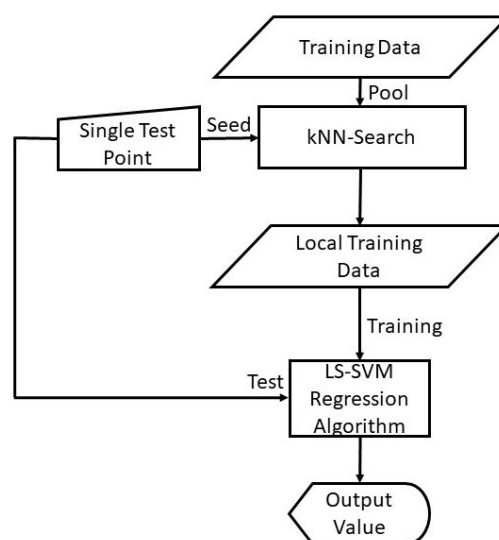 Training Data
Pool
Single Test
Point
Seed
kNN-Search
Local Training
Data
Training
Test
LS-SVM
Regression
Algorithm
Output
Value